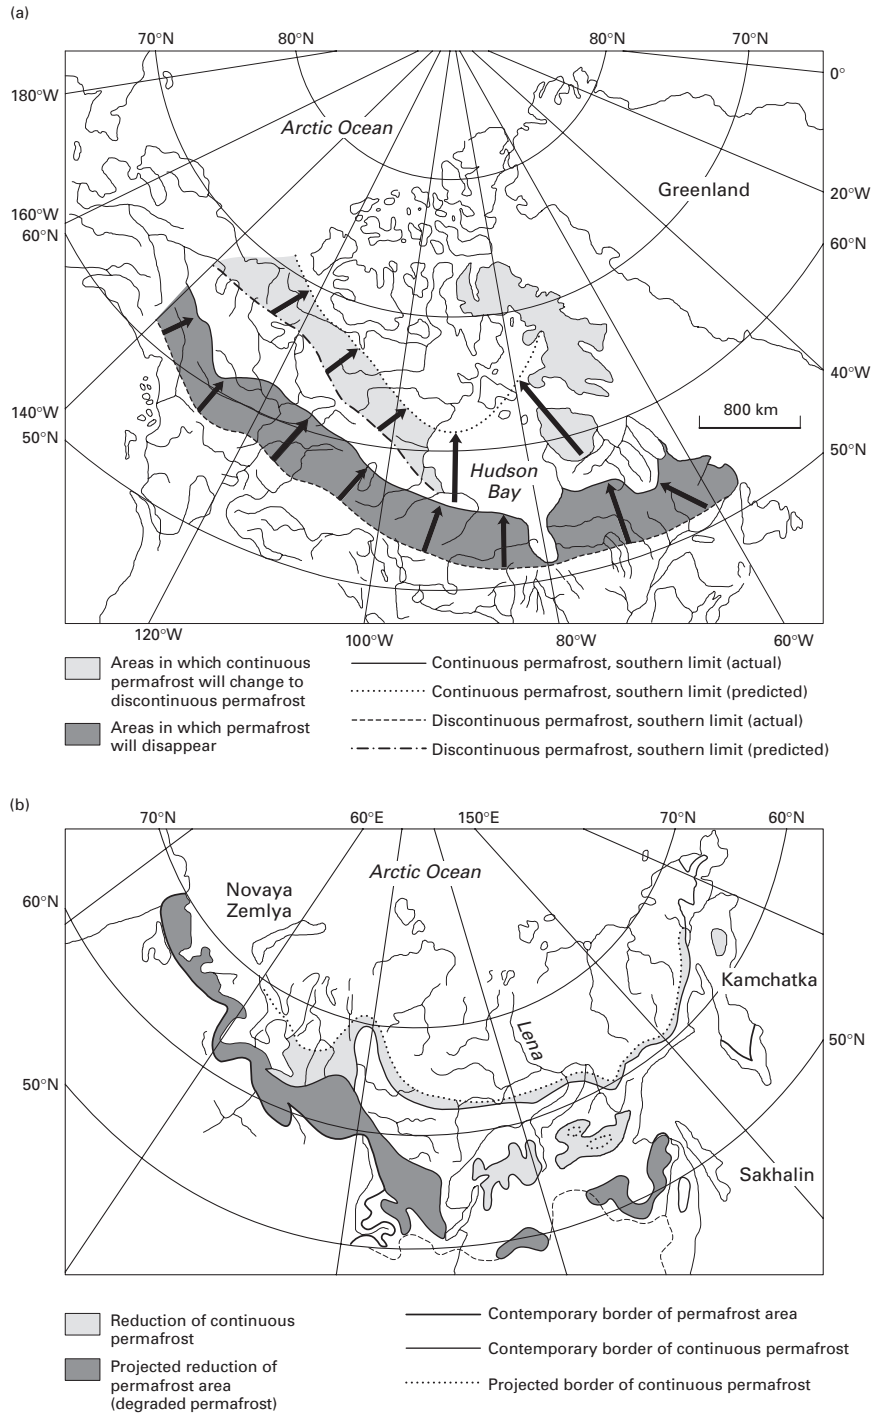 (a)
70°N 80°N 80°N 70°N
0°
180°W
Arctic Ocean
Greenland
20°W
160°W
60°N
60°N
40°W
140°W
50°N
800 km
50°N
Hudson
Bay
120°W 100°W 80°W 60°W
Areas in which continuous
permafrost will change to
discontinuous permafrost
Areas in which permafrost
will disappear
Continuous permafrost, southern limit (actual)
Continuous permafrost, southern limit (predicted)
Discontinuous permafrost, southern limit (actual)
Discontinuous permafrost, southern limit (predicted)
(b)
70°N 60°E 150°E 70°N 60°N
Arctic Ocean
Novaya
Zemlya
60°N
Kamchatka
Lena
50°N
50°N
Sakhalin
Reduction of continuous
permafrost
Projected reduction of
permafrost area
(degraded permafrost)
Contemporary border of permafrost area
Contemporary border of continuous permafrost
Projected border of continuous permafrost